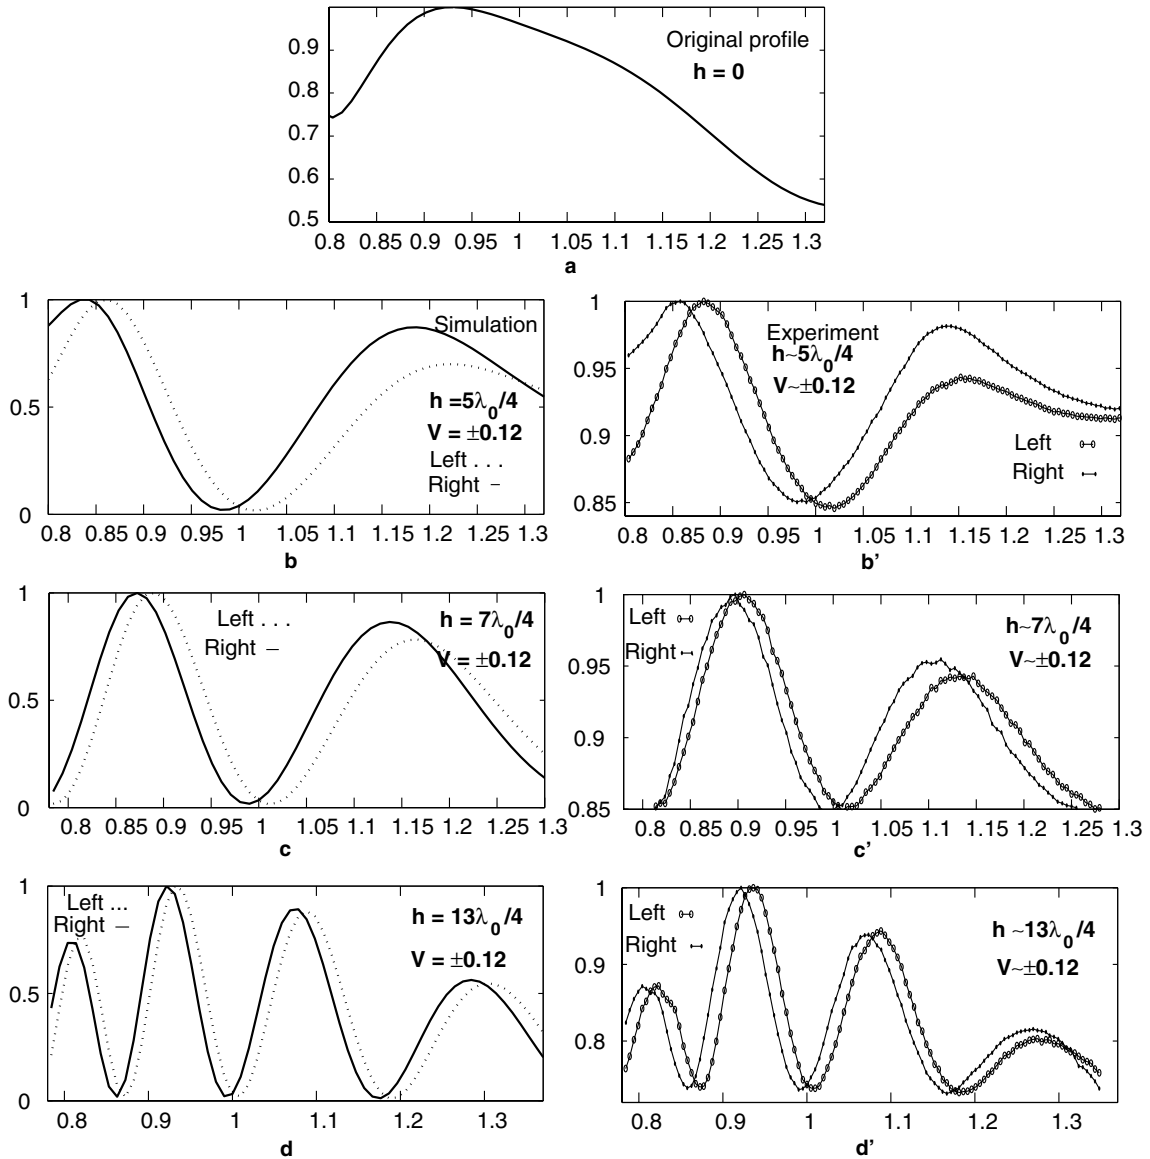 0.9
0.8
0.7
0.6
0.5
Original profile
h = 0
0.8 0.85 0.9 0.95 1 1.05 1.1 1.15 1.2 1.25 1.3
a
1
0.5
0
Simulation
h =5λ0/4
V = ±0.12
Left . . .
Right −
0.8 0.85 0.9 0.95 1 1.05 1.1 1.15 1.2 1.25 1.3
b
1
0.95
0.9
0.85
Experiment
h~5λ0/4
V~±0.12
Left
Right
0.8 0.85 0.9 0.95 1 1.05 1.1 1.15 1.2 1.25 1.3
b'
1
0.5
0
Left . . .
Right −
h = 7λ0/4
V = ±0.12
0.8 0.85 0.9 0.95 1 1.05 1.1 1.15 1.2 1.25 1.3
c
1
0.95
0.9
0.85
Left
Right
h~7λ0/4
V~±0.12
0.8 0.85 0.9 0.95 1 1.05 1.1 1.15 1.2 1.25 1.3
c'
1
0.5
0
Left ...
Right −
h = 13λ0/4
V = ±0.12
0.8 0.9 1 1.1 1.2 1.3
d
1
0.9
0.8
Left
Right
h ~13λ0/4
V~±0.12
0.8 0.9 1 1.1 1.2 1.3
d'